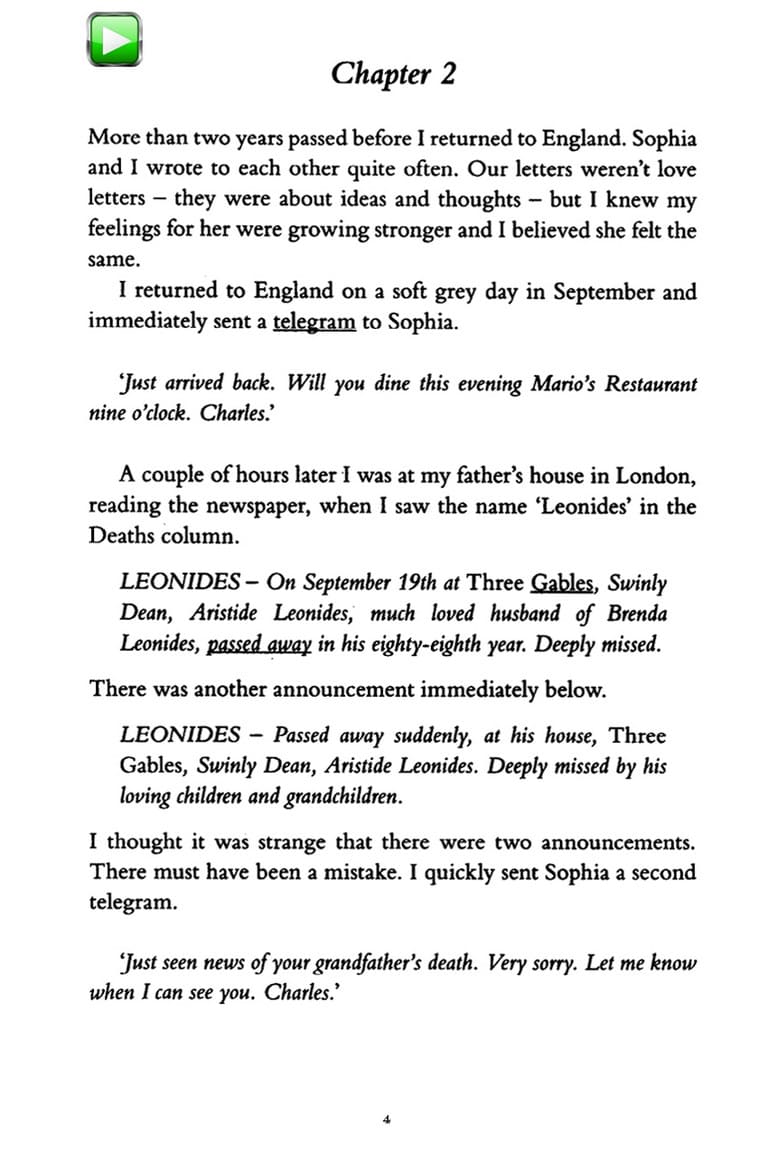 Chapter 2
More than two years passed before I returned to England. Sophia
and I wrote to each other quite often. Our letters weren't love
letters – they were about ideas and thoughts – but I knew my
feelings for her were growing stronger and I believed she felt the
same.
I returned to England on a soft grey day in September and
immediately sent a telegram to Sophia.
‘Just arrived back. Will you dine this evening Mario's Restaurant
nine o'clock. Charles.’
A couple of hours later I was at my father's house in London,
reading the newspaper, when I saw the name ‘Leonides’ in the
Deaths column.
LEONIDES – On September 19th at Three Gables, Swinly
Dean, Aristide Leonides, much loved husband of Brenda
Leonides, passed away in his eighty-eighth year. Deeply missed.
There was another announcement immediately below.
LEONIDES – Passed away suddenly, at his house, Three
Gables, Swinly Dean, Aristide Leonides. Deeply missed by his
loving children and grandchildren.
I thought it was strange that there were two announcements.
There must have been a mistake. I quickly sent Sophia a second
telegram.
‘Just seen news of your grandfather's death. Very sorry. Let me know
when I can see you. Charles.’
4